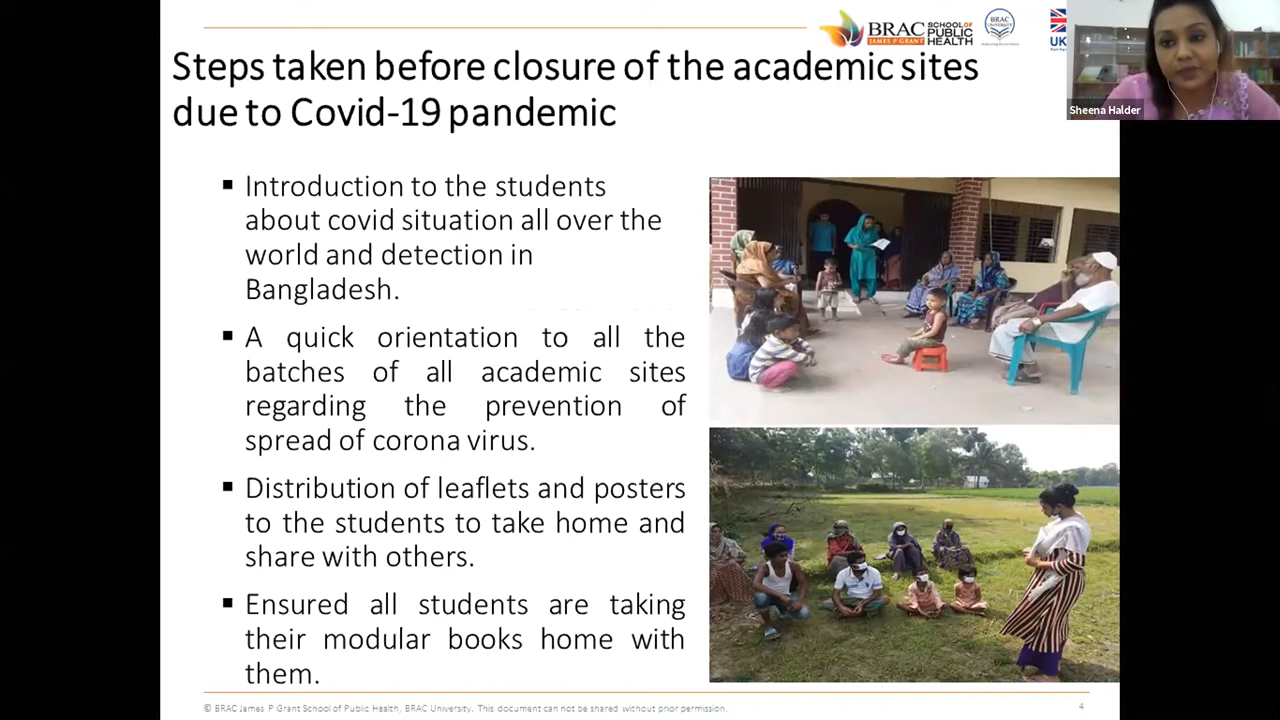 BRAC
JAMES P GRANT
SCHOOL OF
PUBLIC
HEALTH
BRAC
UNIVERSITY
UK
Sheena Halder
Steps taken before closure of the academic sites
due to Covid-19 pandemic
▪ Introduction to the students
about covid situation all over the
world and detection in
Bangladesh.
▪ A quick orientation to all the
batches of all academic sites
regarding the prevention of
spread of corona virus.
▪ Distribution of leaflets and posters
to the students to take home and
share with others.
▪ Ensured all students are taking
their modular books home with
them.
© BRAC James P Grant School of Public Health, BRAC University. This document can not be shared without prior permission.
4